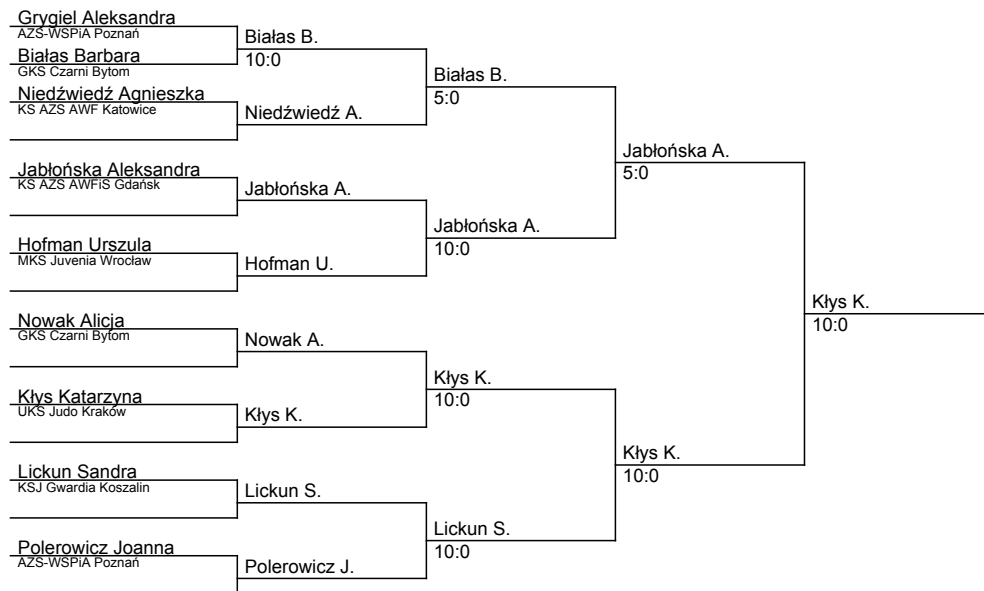 Grygiel Aleksandra
AZS-WSPiA Poznań
Białas B.
10:0
Białas Barbara
GKS Czarni Bytom
Białas B.
5:0
Niedźwiedź Agnieszka
KS AZS AWF Katowice
Niedźwiedź A.
Jabłońska A.
5:0
Jabłońska Aleksandra
KS AZS AWFiS Gdańsk
Jabłońska A.
Jabłońska A.
10:0
Hofman Urszula
MKS Juvenia Wrocław
Hofman U.
Kłys K.
10:0
Nowak Alicja
GKS Czarni Bytom
Nowak A.
Kłys K.
10:0
Kłys Katarzyna
UKS Judo Kraków
Kłys K.
Kłys K.
10:0
Lickun Sandra
KSJ Gwardia Koszalin
Lickun S.
Lickun S.
10:0
Polerowicz Joanna
AZS-WSPiA Poznań
Polerowicz J.